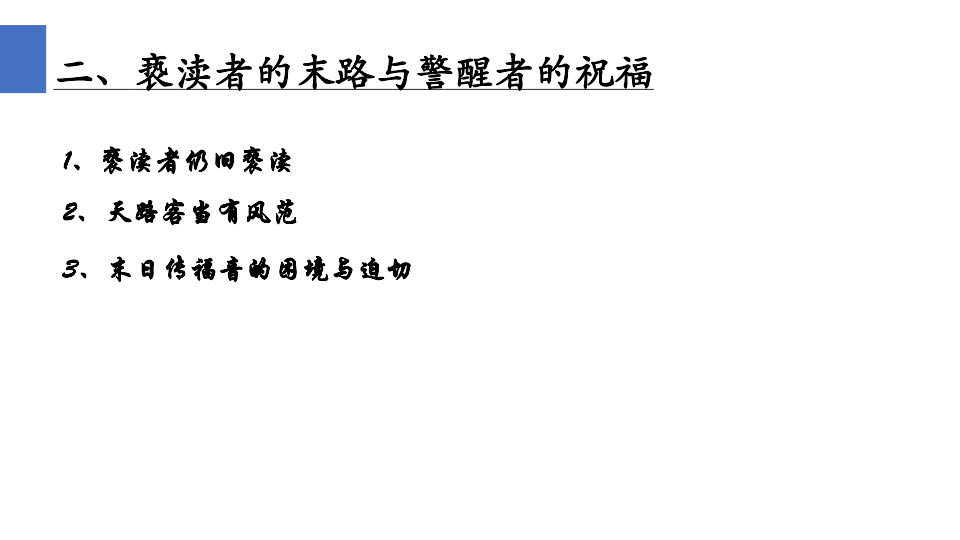 二、亵渎者的末路与警醒者的祝福
1、亵渎者仍旧亵渎
2、天路客当有风范
3、末日传福音的困境与迫切